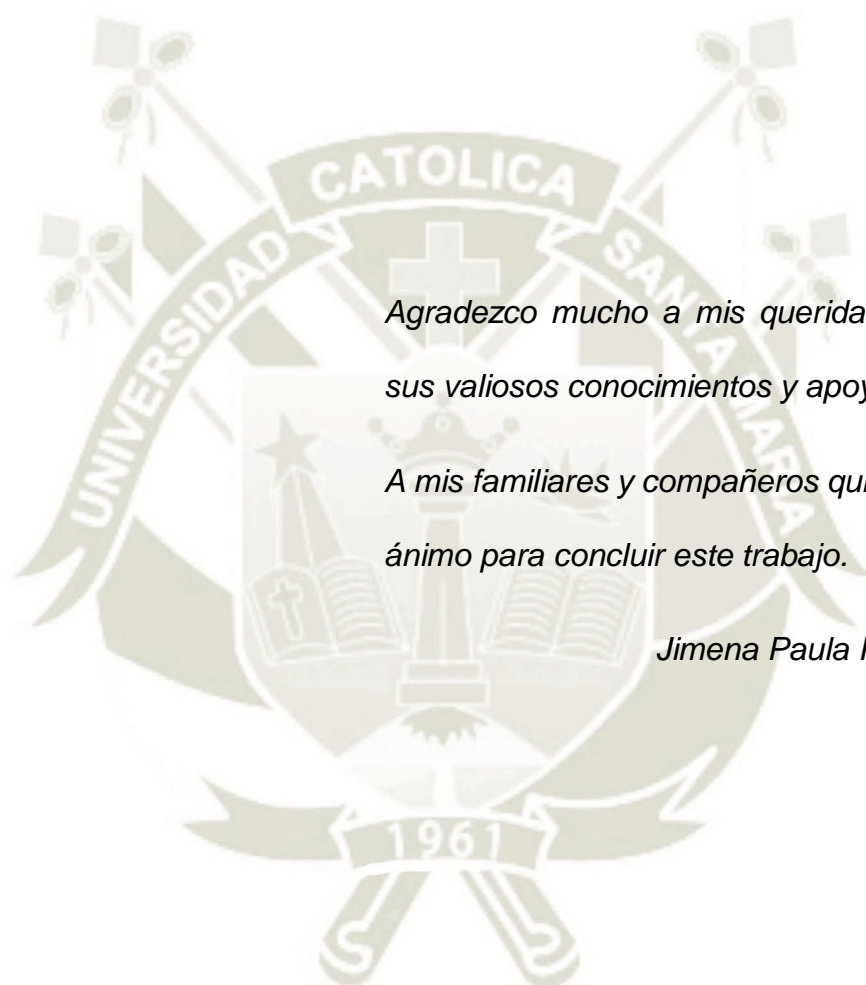 UNIVERSIDAD CATOLICA SANTA MARIA
Agradezco mucho a mis querida
sus valiosos conocimientos y apoy
A mis familiares y compañeros qu
ánimo para concluir este trabajo.
Jimena Paula
1961